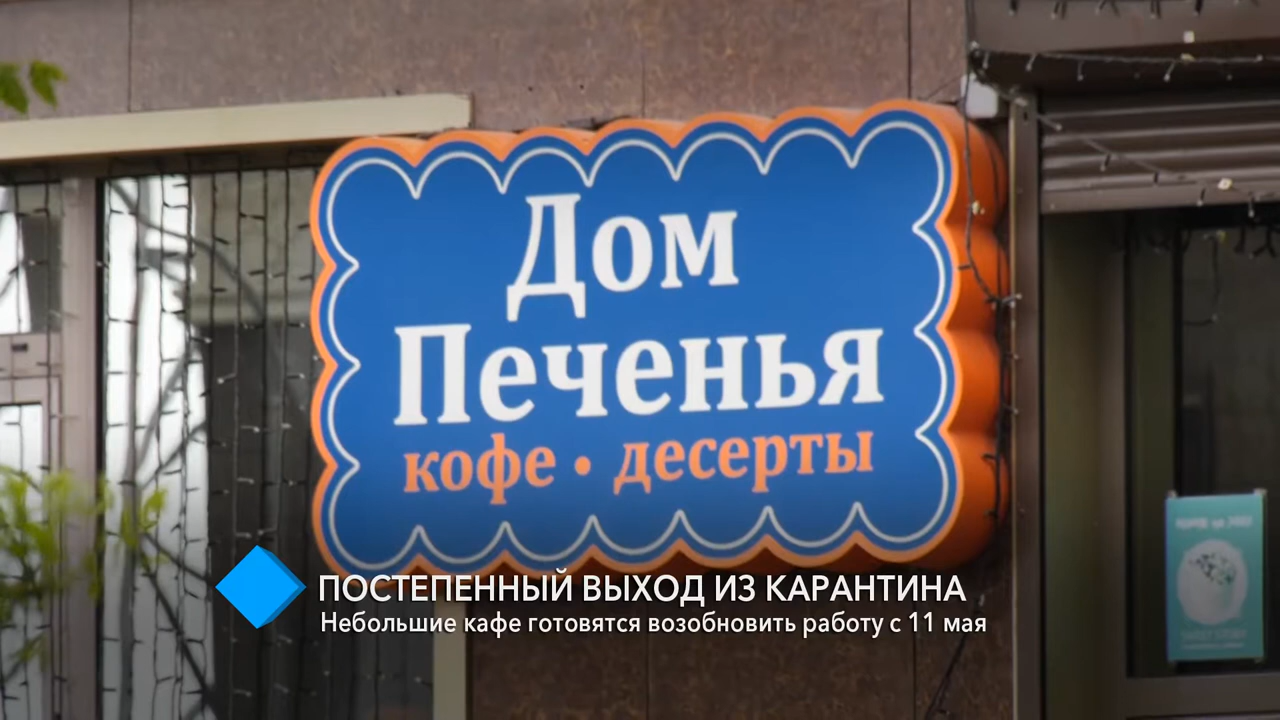 Дом
Печенья
кофе • десерты
ПОСТЕПЕННЫЙ ВЫХОД ИЗ КАРАНТИНА
Небольшие кафе готовятся возобновить работу с 11 мая